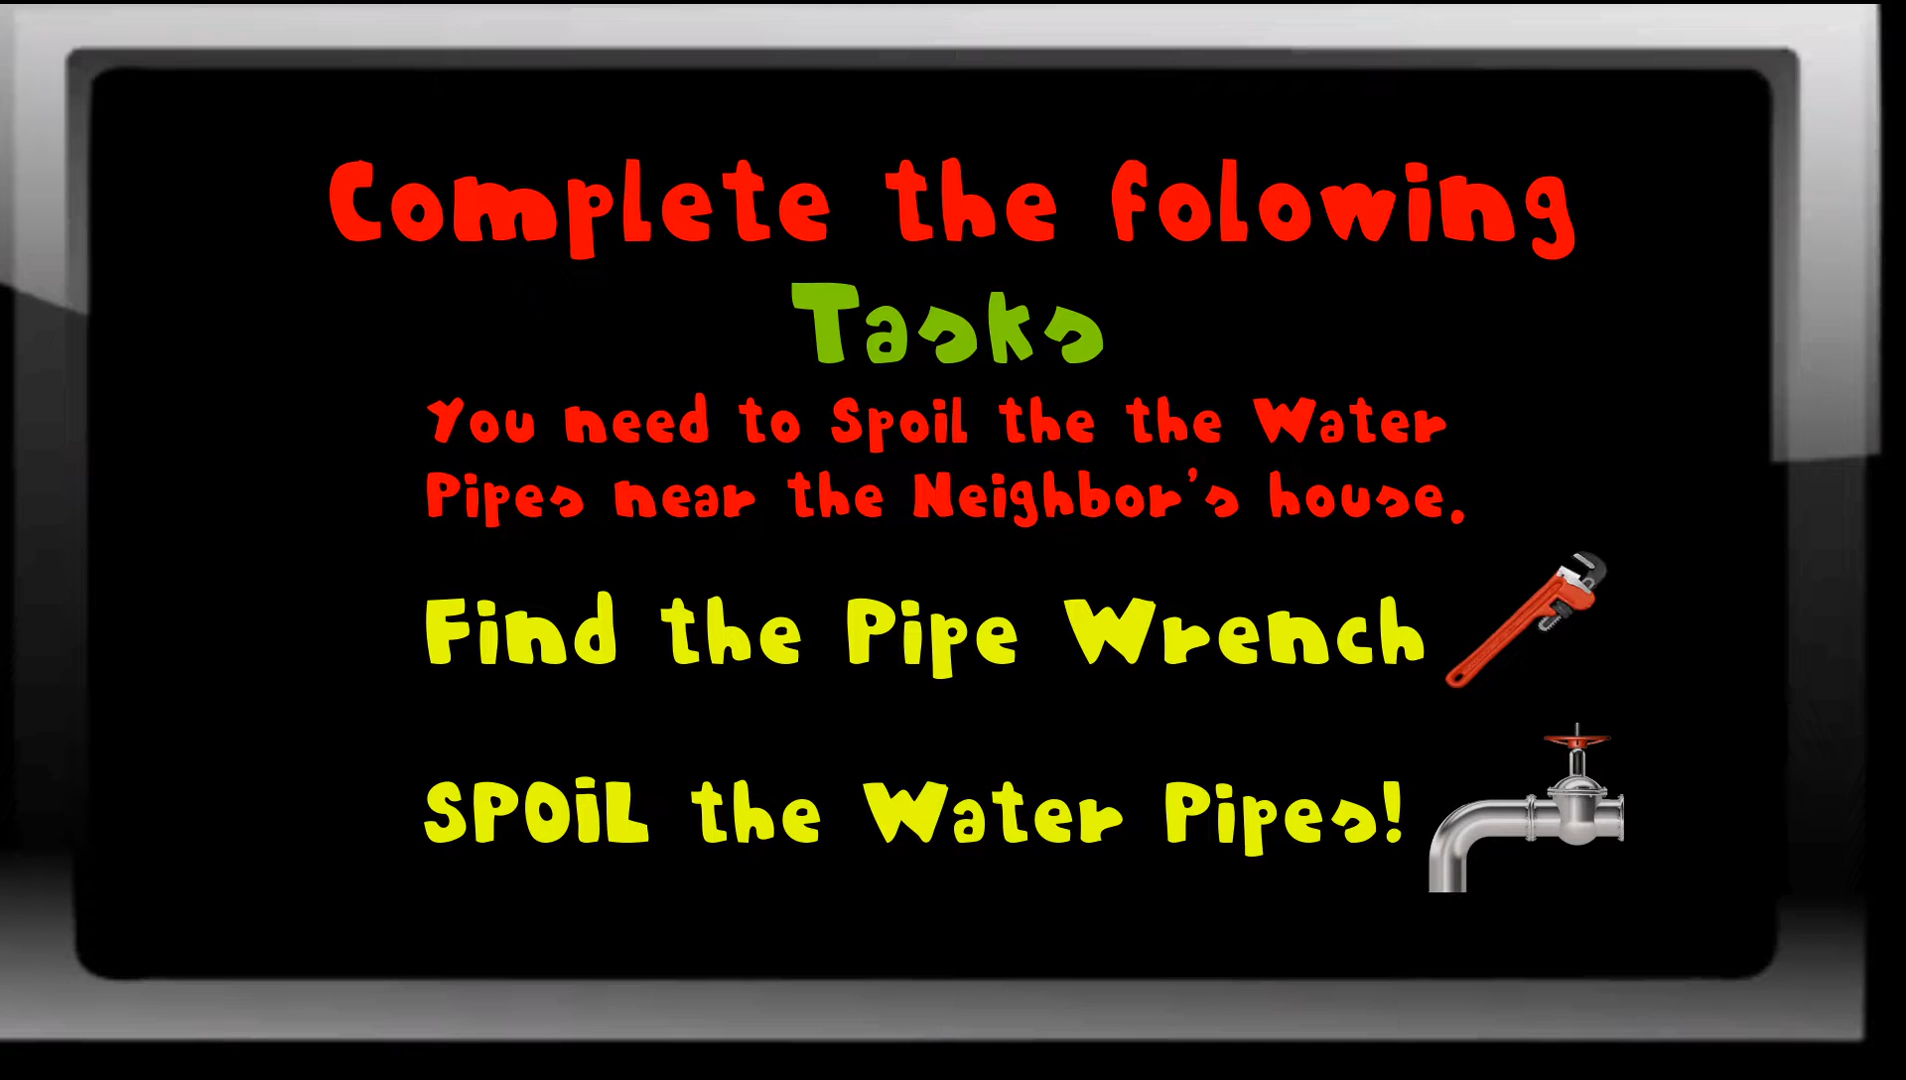 Complete the folowing
Tasks
You need to Spoil the the Water
Pipes near the Neighbor's house.
Find the Pipe Wrench
SPOiL the Water Pipes!